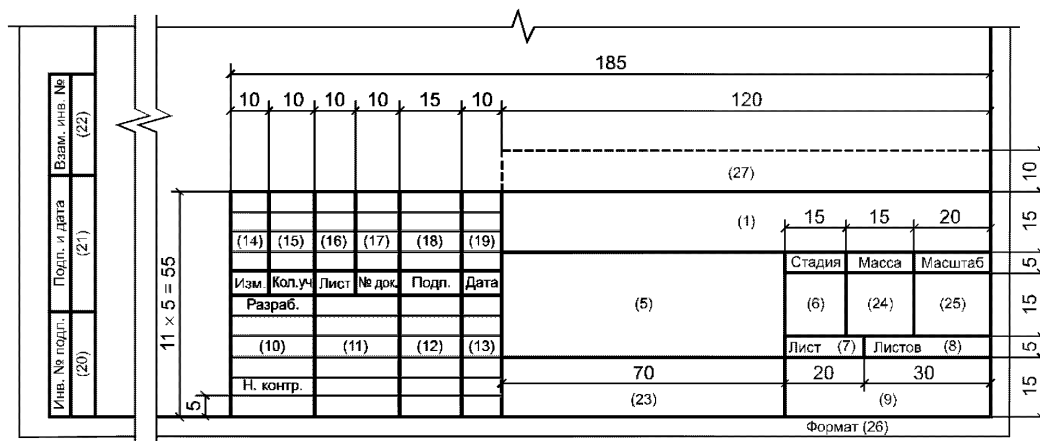 185
10 10 10 10 15 10 120
(27)
10
(1) 15 15 20
15
(14) (15) (16) (17) (18) (19)
Стадия Масса Масштаб
5
Изм. Кол.уч Лист № док. Подп. Дата
Разраб.
(5) (6) (24) (25)
15
(10) (11) (12) (13)
Лист (7) Листов (8)
5
70 20 30
Н. контр.
(23) (9)
15
5
11 × 5 = 55
Формат (26)
Взам. инв. № (22)
Подп. и дата (21)
Инв. № подл. (20)